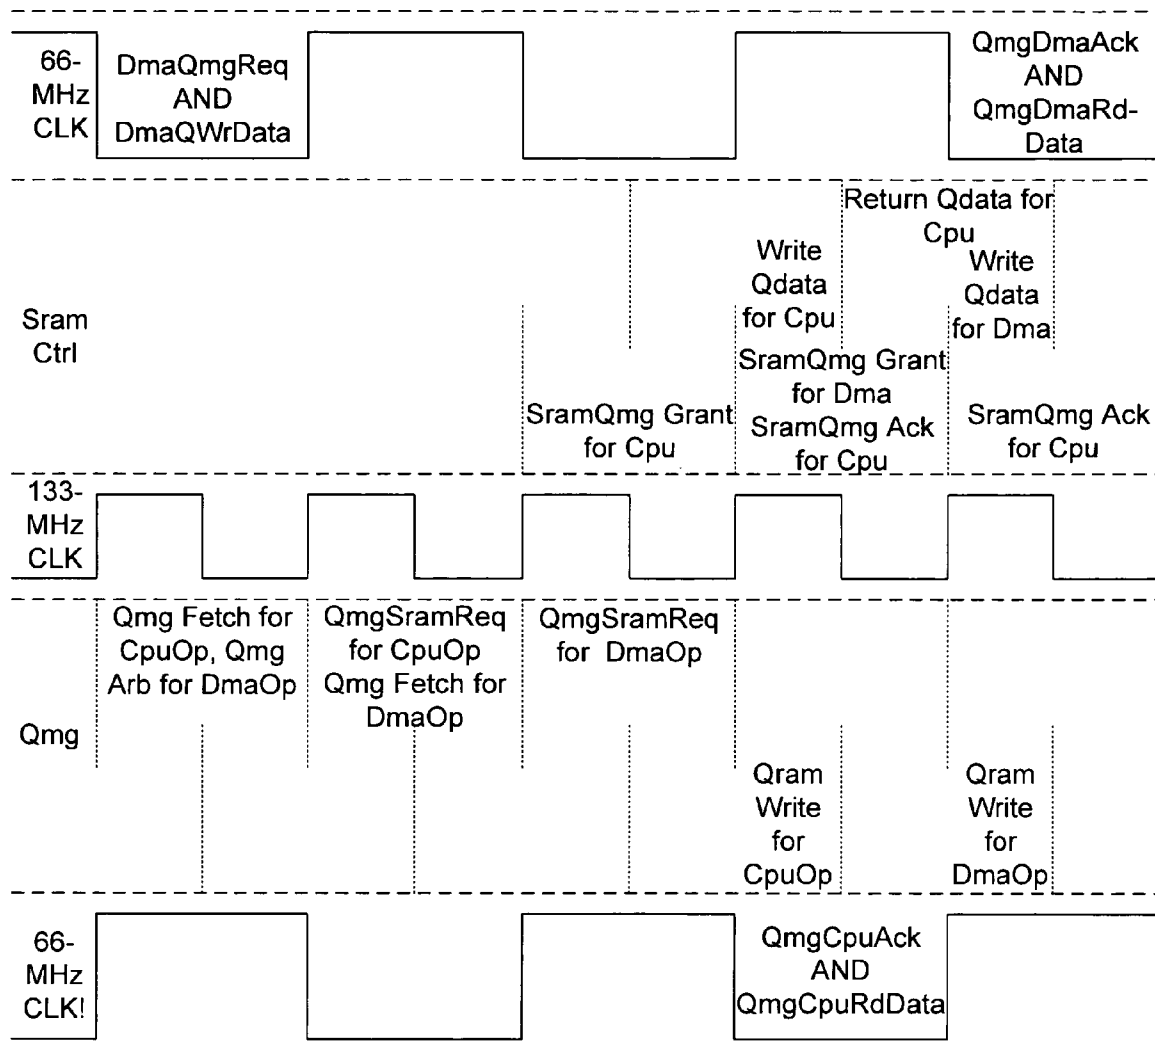 66-
MHz
CLK
DmaQmgReq
AND
DmaQWrData
QmgDmaAck
AND
QmgDmaRd-
Data
Sram
Ctrl
SramQmg Grant
for Cpu
Write
Qdata
for Cpu
SramQmg Grant
for Dma
SramQmg Ack
for Cpu
Return Qdata for
Cpu
Write
Qdata
for Dma
SramQmg Ack
for Cpu
133-
MHz
CLK
Qmg
Qmg Fetch for
CpuOp, Qmg
Arb for DmaOp
QmgSramReq
for CpuOp
Qmg Fetch for
DmaOp
QmgSramReq
for DmaOp
Qram
Write
for
CpuOp
Qram
Write
for
DmaOp
66-
MHz
CLK!
QmgCpuAck
AND
QmgCpuRdData